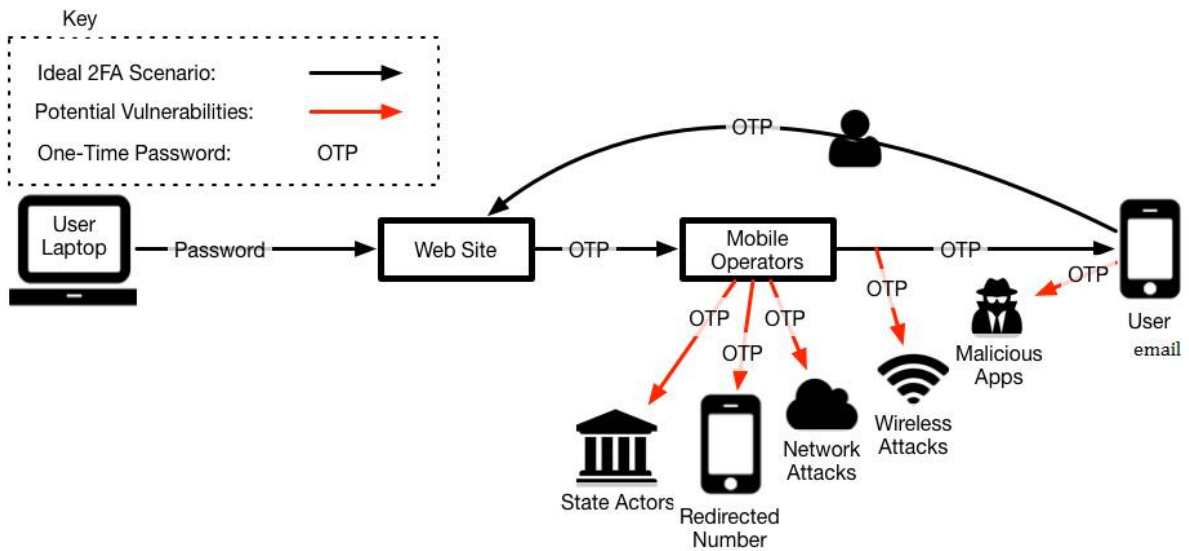 Key
Ideal 2FA Scenario:
Potential Vulnerabilities:
One-Time Password: OTP
OTP
User
Laptop
Password
Web Site
OTP
Mobile
Operators
OTP
OTP
OTP
OTP
OTP
OTP
User
email
Malicious
Apps
Wireless
Attacks
Network
Attacks
State Actors
Redirected
Number